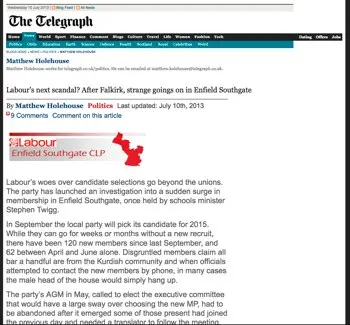 Wednesday 10 July 2013 | Blog Feed | All News
The Telegraph
Home News World Sport Finance Comment Blogs Culture Travel Life Women Fashion Tech Dating Offers Jobs
Politics Obits Education Earth Science Defence Health Scotland Royal Celebrities Weird
BLOGS HOME » NEWS » POLITICS » MATTHEW HOLEHOUSE
Matthew Holehouse
Matthew Holehouse works for telegraph.co.uk/politics. He can be emailed at matthew.holehouse@telegraph.co.uk.
Labour's next scandal? After Falkirk, strange goings on in Enfield Southgate
By Matthew Holehouse Politics Last updated: July 10th, 2013
9 Comments Comment on this article
Labour
Enfield Southgate CLP
Labour's woes over candidate selections go beyond the unions.
The party has launched an investigation into a sudden surge in
membership in Enfield Southgate, once held by schools minister
Stephen Twigg.
In September the local party will pick its candidate for 2015.
While they can go for weeks or months without a new recruit,
there have been 120 new members since last September, and
62 between April and June alone. Disgruntled members claim all
bar a handful are from the Kurdish community and when officials
attempted to contact the new members by phone, in many cases
the male head of the house would simply hang up.
The party's AGM in May, called to elect the executive committee
that would have a large sway over choosing the new MP, had to
be abandoned after it emerged some of those present had joined
the previous day and needed a translator to follow the meeting.